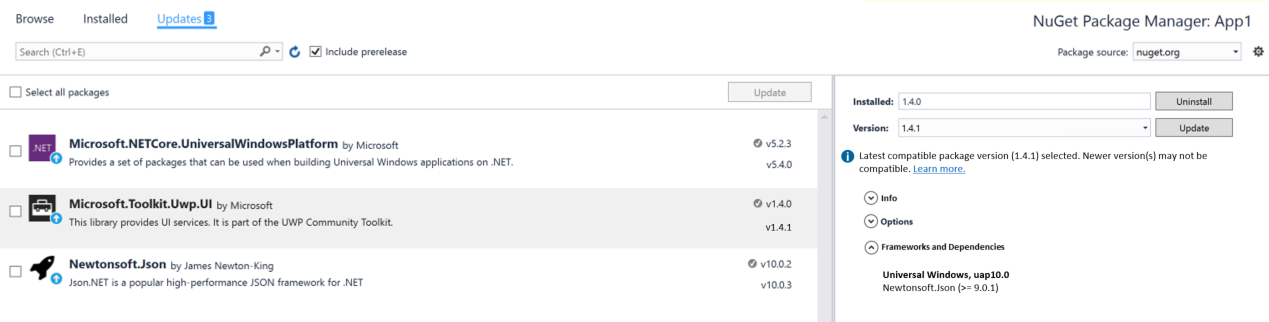 Browse Installed Updates 3
NuGet Package Manager: App1
Search (Ctrl+E) Include prerelease
Package source: nuget.org
Select all packages Update
.NET
Microsoft.NETCore.UniversalWindowsPlatform by Microsoft v5.2.3
Provides a set of packages that can be used when building Universal Windows applications on .NET. v5.4.0
Microsoft.Toolkit.Uwp.UI by Microsoft v1.4.0
This library provides UI services. It is part of the UWP Community Toolkit. v1.4.1
Newtonsoft.Json by James Newton-King v10.0.2
Json.NET is a popular high-performance JSON framework for .NET v10.0.3
Installed: 1.4.0 Uninstall
Version: 1.4.1 Update
Latest compatible package version (1.4.1) selected. Newer version(s) may not be
compatible. Learn more.
Info
Options
Frameworks and Dependencies
Universal Windows, uap10.0
Newtonsoft.Json (>= 9.0.1)